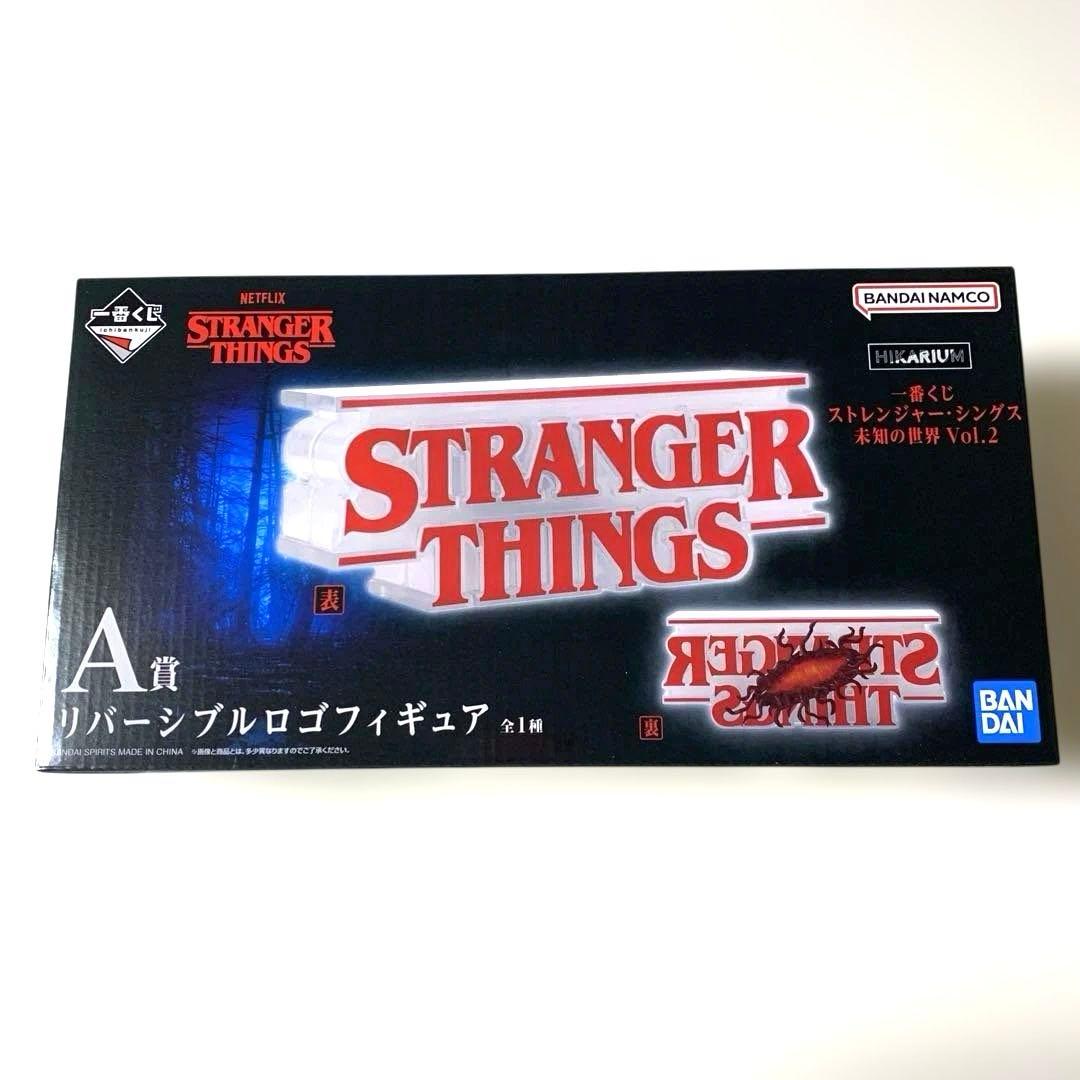 一番くじ
ichibankuji
NETFLIX
STRANGER
THINGS
BANDAI NAMCO
HIKARIUM
一番くじ
ストレンジャー・シングス
未知の世界 Vol.2
STRANGER
THINGS
表
STRANGER
THINGS
裏
A賞
リバーシブルロゴフィギュア 全1種
BANDAI SPIRITS MADE IN CHINA ※画像と商品とは、多少異なりますのでご了承ください。
BAN
DAI